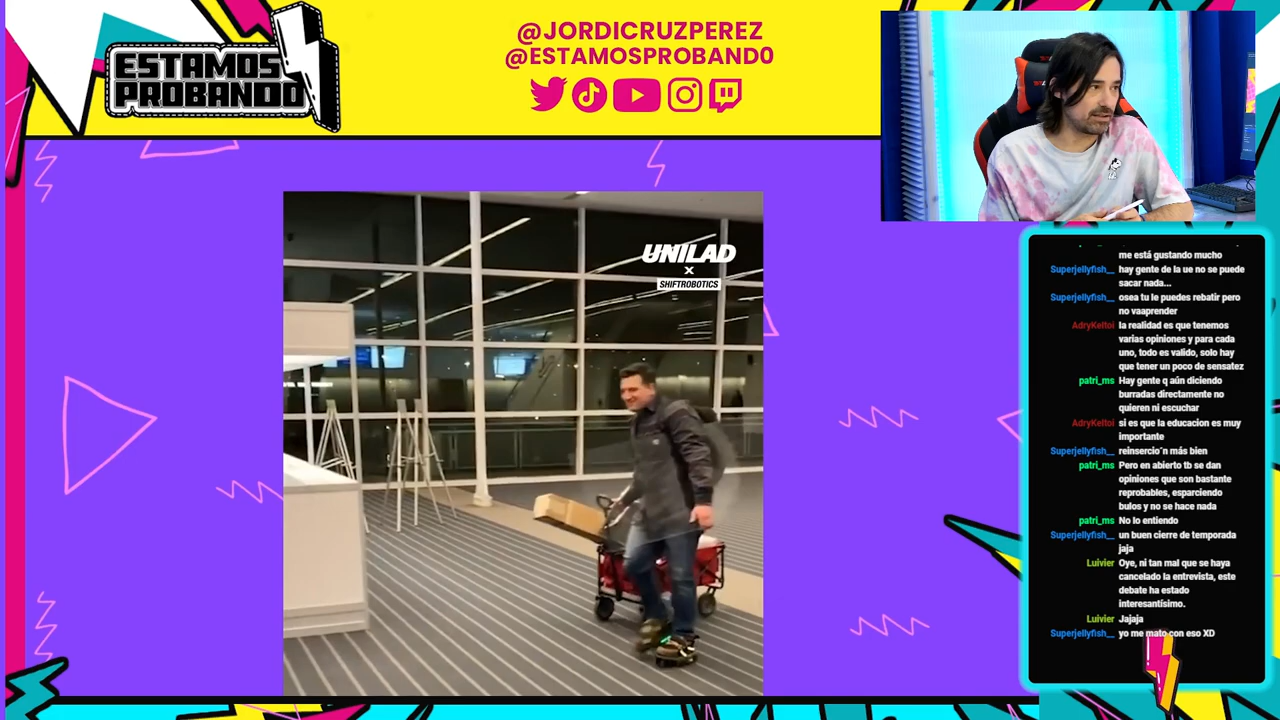 ESTAMOS
PROBANDO
@JORDICRUZPEREZ
@ESTAMOSPROBAND0
UNILAD
X
SHIFTROBOTICS
me está gustando mucho
Superjellyfish__ hay gente de la ue no se puede
sacar nada...
Superjellyfish__ osea tu le puedes rebatir pero
no vaaprender
AdryKeltoi la realidad es que tenemos
varias opiniones y para cada
uno, todo es valido, solo hay
que tener un poco de sensatez
patri_ms Hay gente q aún diciendo
burradas directamente no
quieren ni escuchar
AdryKeltoi si es que la educacion es muy
importante
Superjellyfish__ reinsercio´n más bien
patri_ms Pero en abierto tb se dan
opiniones que son bastante
reprobables, esparciendo
bulos y no se hace nada
patri_ms No lo entiendo
Superjellyfish__ un buen cierre de temporada
jaja
Luivier Oye, ni tan mal que se haya
cancelado la entrevista, este
debate ha estado
interesantísimo.
Luivier Jajaja
Superjellyfish__ yo me mato con eso XD